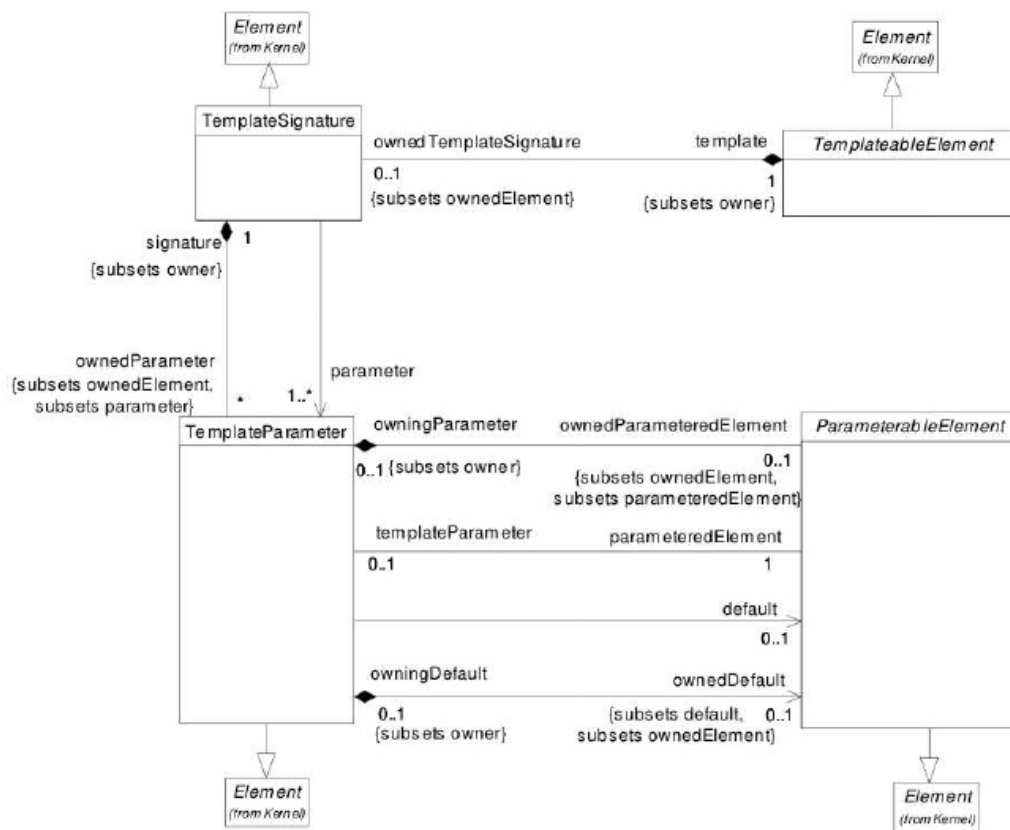 Element
(from Kernel)
Element
(from Kernel)
TemplateSignature
ownedTemplateSignature
template
TemplateableElement
0..1
1
{subsets ownedElement}
{subsets owner}
signature
1
{subsets owner}
ownedParameter
{subsets ownedElement,
subsets parameter}
*
parameter
1..*
TemplateParameter
owningParameter
ownedParameteredElement
ParameterableElement
0..1
{subsets owner}
0..1
{subsets ownedElement,
subsets parameteredElement}
templateParameter
parameteredElement
0..1
1
default
0..1
owningDefault
ownedDefault
0..1
{subsets owner}
{subsets default,
subsets ownedElement}
0..1
Element
(from Kernel)
Element
(from Kernel)